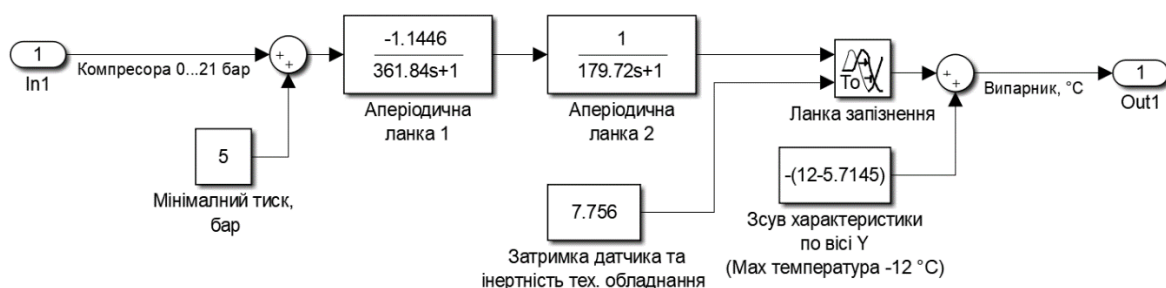 1
In1
Компресора 0...21 бар
+
+
5
Мінімалний тиск,
бар
-1.1446
361.84s+1
Аперіодична
ланка 1
1
179.72s+1
Аперіодична
ланка 2
7.756
Затримка датчика та
інертність тех. обладнання
To
Ланка запізнення
-(12-5.7145)
Зсув характеристики
по вісі Y
(Max температура -12 °C)
+
+
Випарник, °C
1
Out1